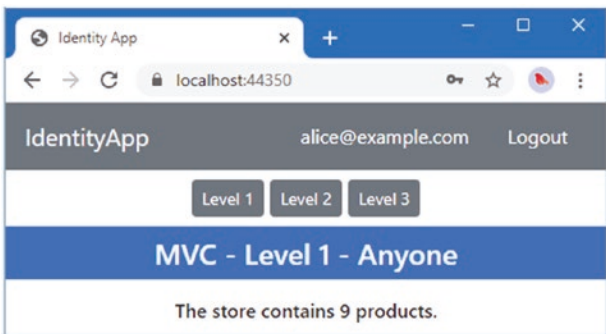 Identity App
localhost:44350
IdentityApp alice@example.com Logout
Level 1 Level 2 Level 3
MVC - Level 1 - Anyone
The store contains 9 products.